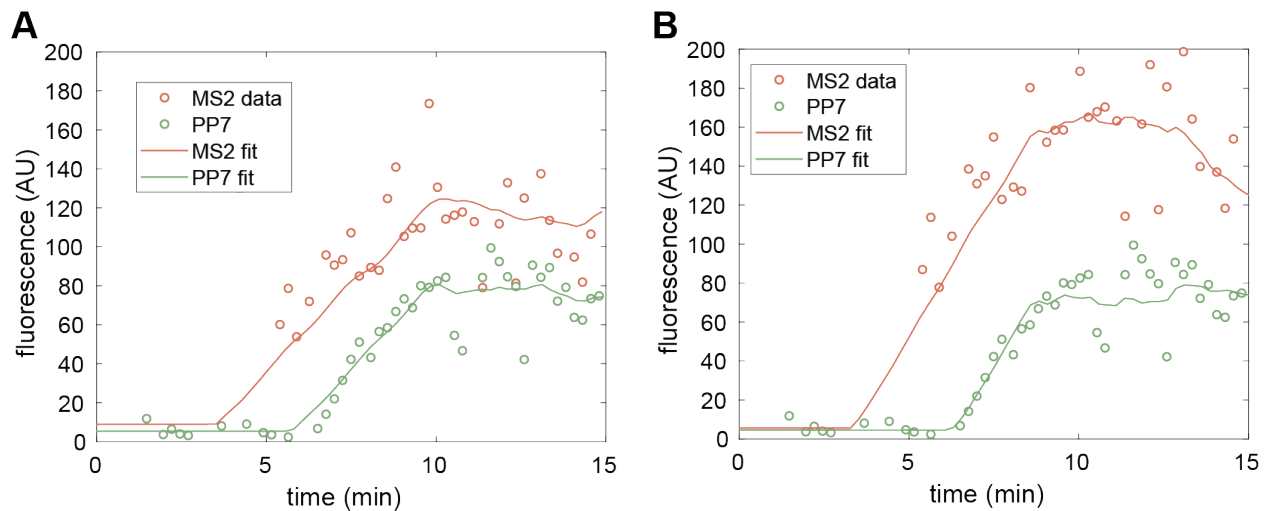 A
200
180
160
140
120
100
80
60
40
20
0
fluorescence (AU)
MS2 data
PP7
MS2 fit
PP7 fit
0 5 10 15
time (min)
B
200
180
160
140
120
100
80
60
40
20
0
fluorescence (AU)
MS2 data
PP7
MS2 fit
PP7 fit
0 5 10 15
time (min)